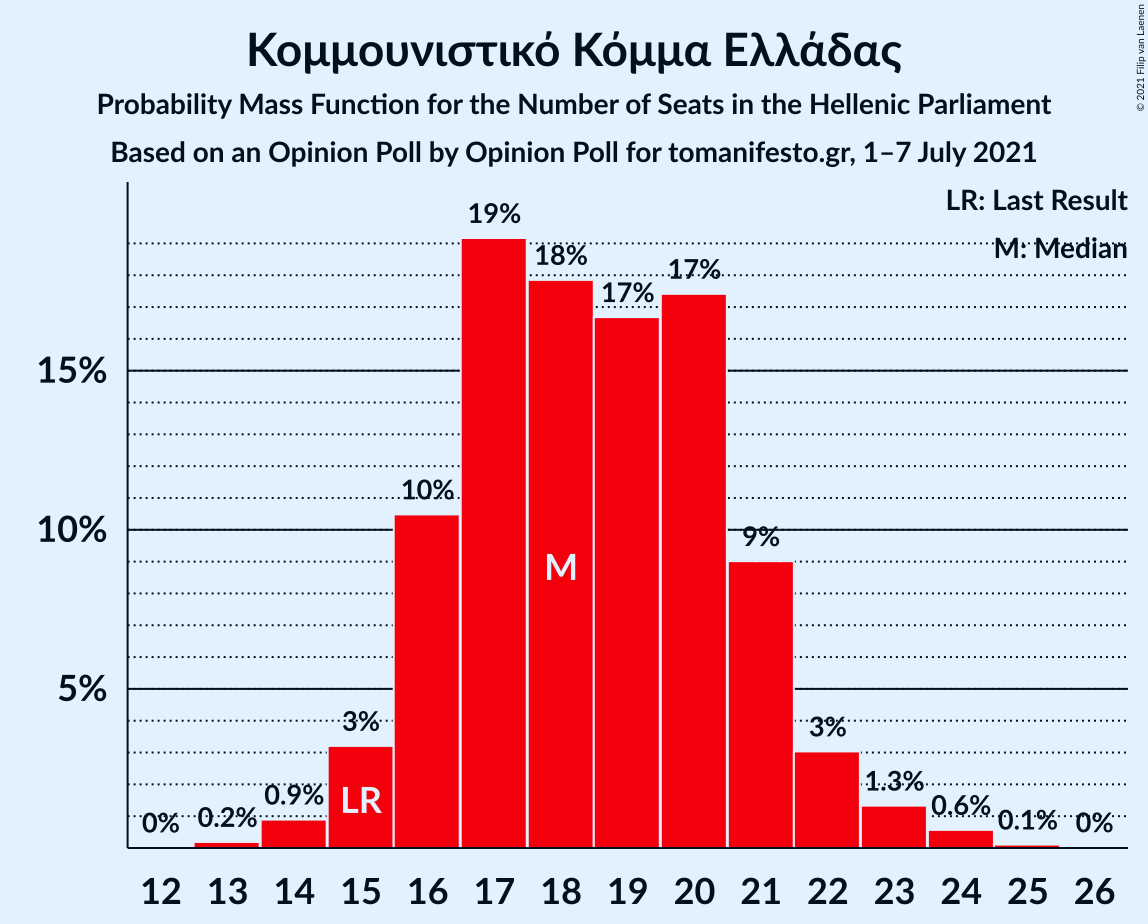 Κομμουνιστικό Κόμμα Ελλάδας
Probability Mass Function for the Number of Seats in the Hellenic Parliament
Based on an Opinion Poll by Opinion Poll for tomanifesto.gr, 1–7 July 2021
© 2021 Filip van Laenen
LR: Last Result
M: Median
15%
10%
5%
0%
0.2%
0.9%
3%
10%
19%
18%
17%
17%
9%
3%
1.3%
0.6%
0.1%
0%
LR
M
12 13 14 15 16 17 18 19 20 21 22 23 24 25 26